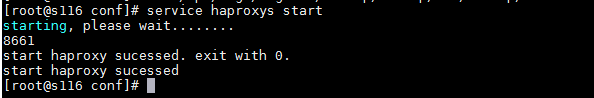 [root@s116 conf]# service haproxys start
starting, please wait........
8661
start haproxy sucessed. exit with 0.
start haproxy sucessed
[root@s116 conf]#